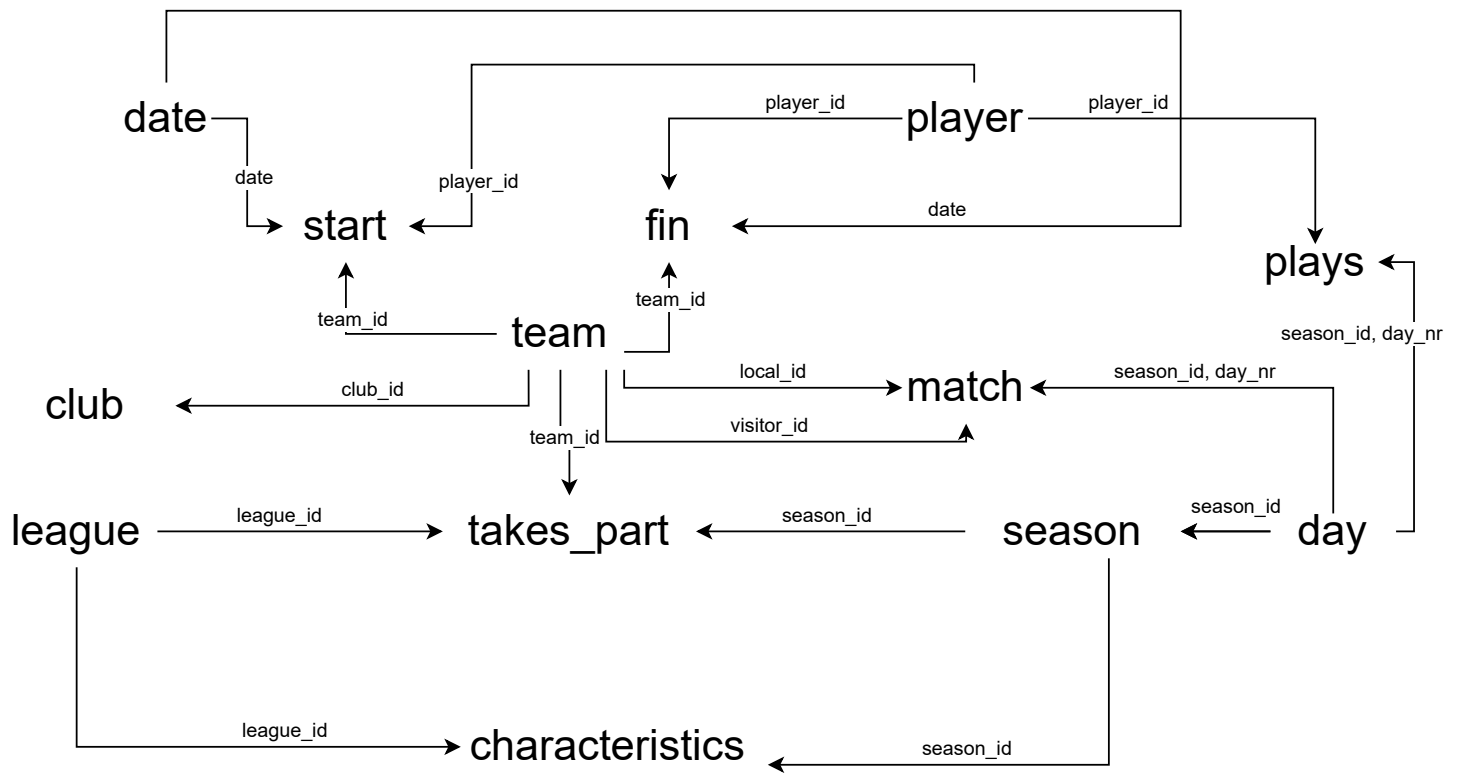 player_id
player_id
date
player
date
player_id
date
start
fin
plays
team_id
team_id
team
season_id, day_nr
local_id
season_id, day_nr
club_id
match
club
visitor_id
team_id
season_id
league_id
season_id
league
takes_part
season
day
league_id
characteristics
season_id